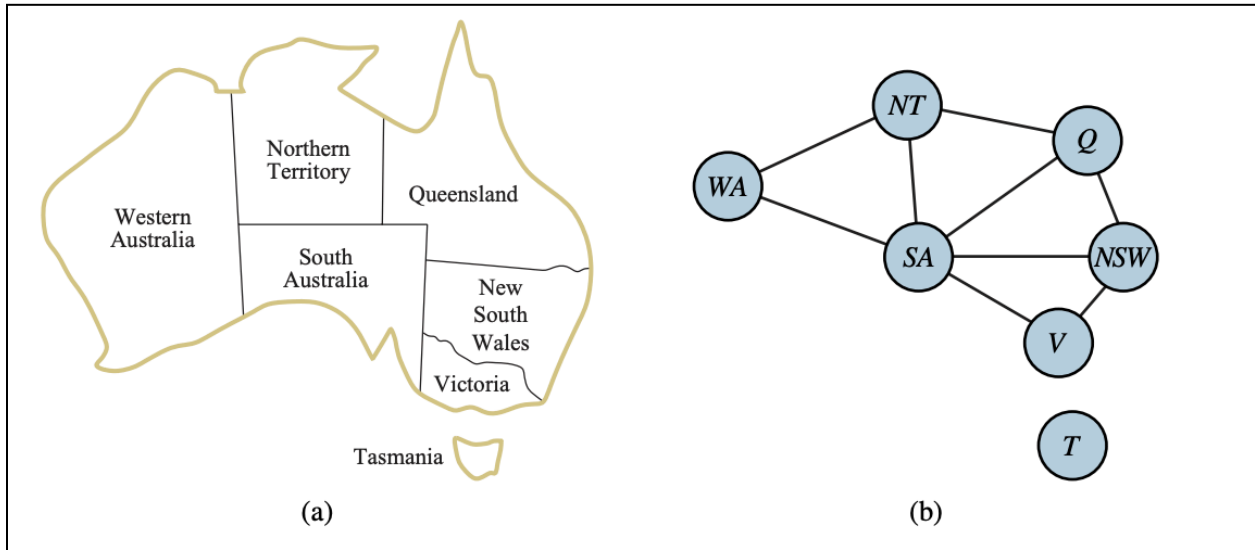 Northern
Territory
Queensland
Western
Australia
South
Australia
New
South
Wales
Victoria
Tasmania
(a)
NT
Q
WA
SA
NSW
V
T
(b)